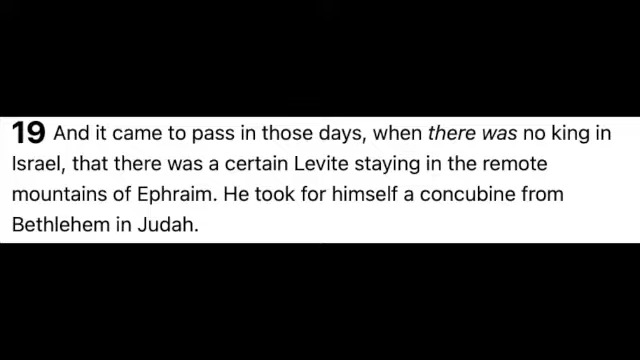 19 And it came to pass in those days, when there was no king in
Israel, that there was a certain Levite staying in the remote
mountains of Ephraim. He took for himself a concubine from
Bethlehem in Judah.